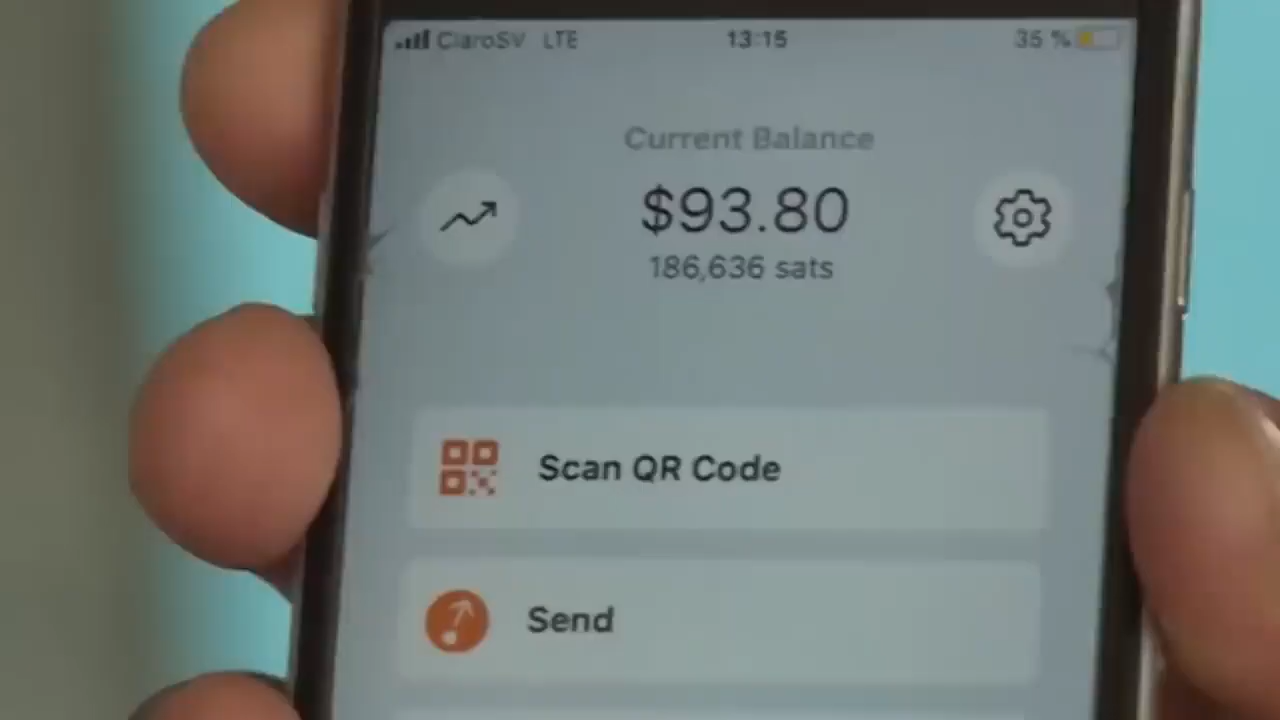 ClaroSV LTE 13:15 35 %
Current Balance
$93.80
186,636 sats
Scan QR Code
Send